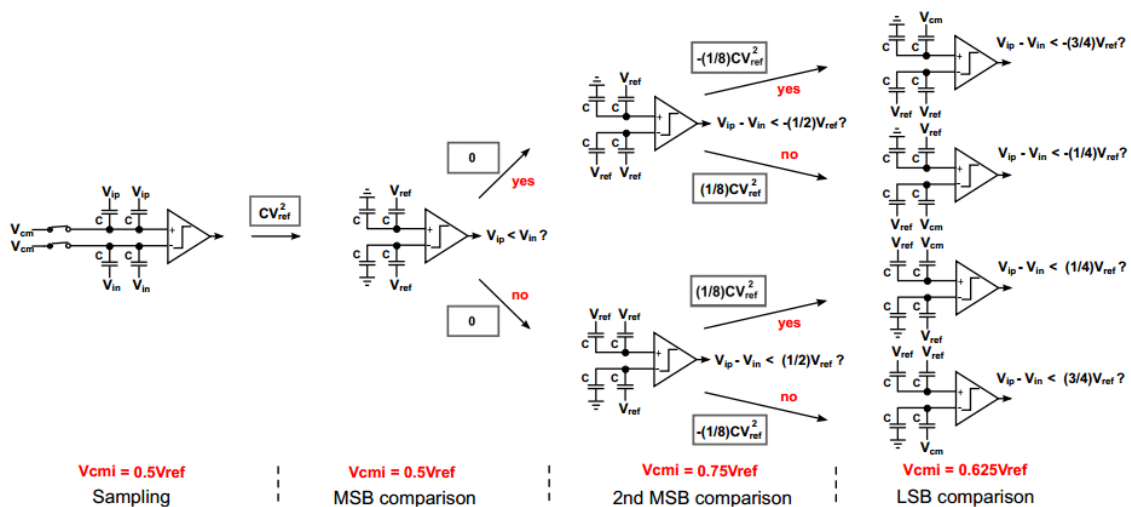 Vip Vip
C C
Vcm
+
Vcm
-
C C
Vin Vin
CV²ref
Vref
C C
+
Vip < Vin ?
-
C C
Vref
0
yes
no
0
Vref
C C
+
Vip - Vin < -(1/2)Vref?
-
C C
Vref Vref
Vref Vref
C C
+
Vip - Vin < (1/2)Vref ?
-
C C
Vref
-(1/8)CV²ref
yes
no
(1/8)CV²ref
(1/8)CV²ref
yes
no
-(1/8)CV²ref
Vcm
C C
+
Vip - Vin < -(3/4)Vref?
-
C C
Vref Vref
Vref
C C
+
Vip - Vin < -(1/4)Vref?
-
C C
Vref Vcm
Vref Vcm
C C
+
Vip - Vin < (1/4)Vref ?
-
C C
Vref
Vref Vref
C C
+
Vip - Vin < (3/4)Vref ?
-
C C
Vcm
Vcmi = 0.5Vref
Sampling
Vcmi = 0.5Vref
MSB comparison
Vcmi = 0.75Vref
2nd MSB comparison
Vcmi = 0.625Vref
LSB comparison